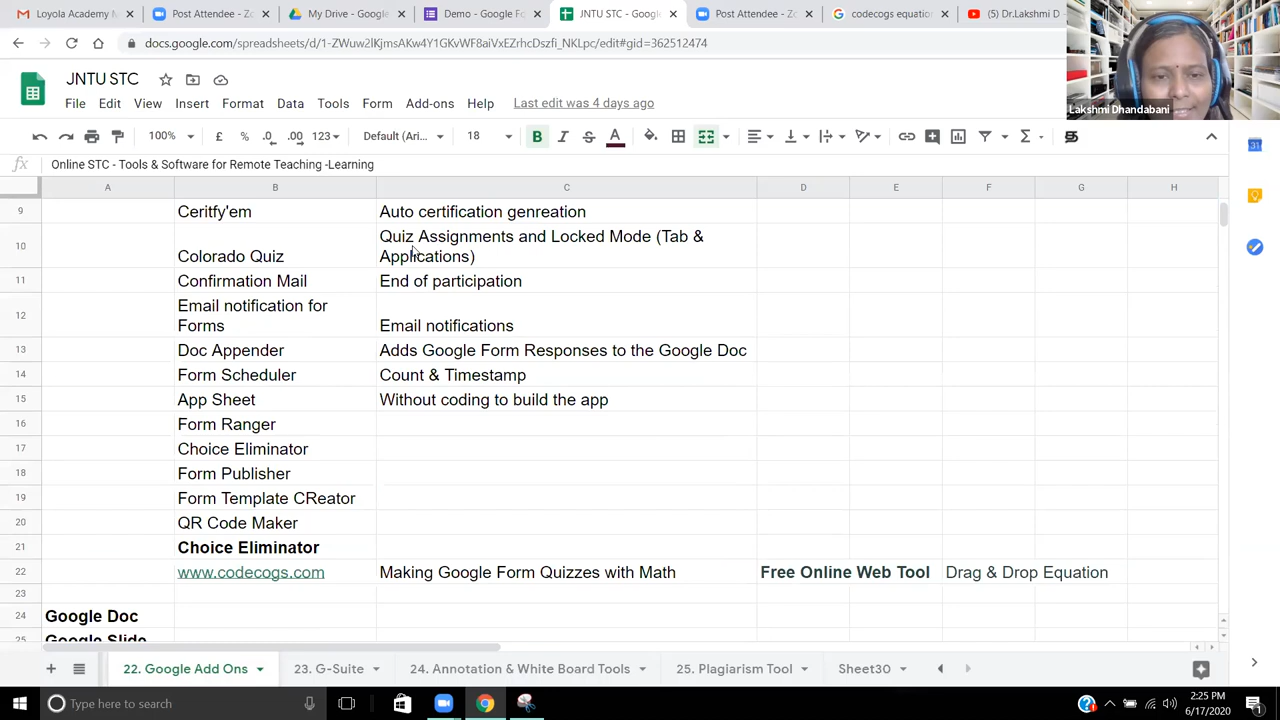 Loyola Academy M
Post Attendee - Zo
My Drive - Google
Demo - Google Fo
JNTU STC - Google
Post Attendee - Zo
codecogs equation
(5) Dr.Lakshmi D
docs.google.com/spreadsheets/d/1-ZWuw2lKjmsAKw4Y1GKvWF8aiVxEZrhcDszfi_NKLpc/edit#gid=362512474
JNTU STC
File Edit View Insert Format Data Tools Form Add-ons Help Last edit was 4 days ago
Lakshmi Dhandabani
100% £ % .0 .00 123 Default (Ari... 18 B I S A
31
fx Online STC - Tools & Software for Remote Teaching -Learning
A B C D E F G H
9 Ceritfy'em Auto certification genreation
10 Colorado Quiz Quiz Assignments and Locked Mode (Tab &
Applications)
11 Confirmation Mail End of participation
12 Email notification for
Forms Email notifications
13 Doc Appender Adds Google Form Responses to the Google Doc
14 Form Scheduler Count & Timestamp
15 App Sheet Without coding to build the app
16 Form Ranger
17 Choice Eliminator
18 Form Publisher
19 Form Template CReator
20 QR Code Maker
21 Choice Eliminator
22 www.codecogs.com Making Google Form Quizzes with Math Free Online Web Tool Drag & Drop Equation
23
24 Google Doc
25 Google Slide
22. Google Add Ons 23. G-Suite 24. Annotation & White Board Tools 25. Plagiarism Tool Sheet30
Type here to search
2:25 PM
6/17/2020